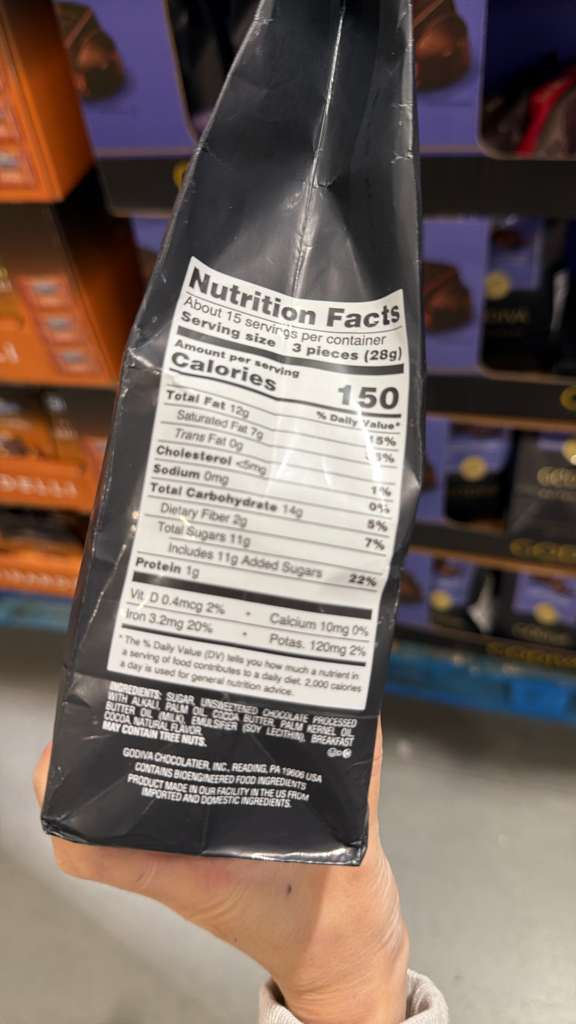 Nutrition Facts
About 15 servings per container
Serving size 3 pieces (28g)
Amount per serving
Calories 150
% Daily Value*
Total Fat 12g 15%
Saturated Fat 7g
Trans Fat 0g
Cholesterol <5mg 1%
Sodium 0mg 0%
Total Carbohydrate 14g 5%
Dietary Fiber 2g 7%
Total Sugars 11g
Includes 11g Added Sugars 22%
Protein 1g
Vit. D 0.4mcg 2% • Calcium 10mg 0%
Iron 3.2mg 20% • Potas. 120mg 2%
* The % Daily Value (DV) tells you how much a nutrient in
a serving of food contributes to a daily diet. 2,000 calories
a day is used for general nutrition advice.
INGREDIENTS: SUGAR, UNSWEETENED CHOCOLATE PROCESSED
WITH ALKALI, PALM OIL, COCOA BUTTER, PALM KERNEL OIL,
BUTTER OIL (MILK), EMULSIFIER (SOY LECITHIN), BREAKFAST
COCOA, NATURAL FLAVOR.
MAY CONTAIN TREE NUTS.
GODIVA CHOCOLATIER, INC., READING, PA 19606 USA
CONTAINS BIOENGINEERED FOOD INGREDIENTS
PRODUCT MADE IN OUR FACILITY IN THE US FROM
IMPORTED AND DOMESTIC INGREDIENTS.
GODIVA